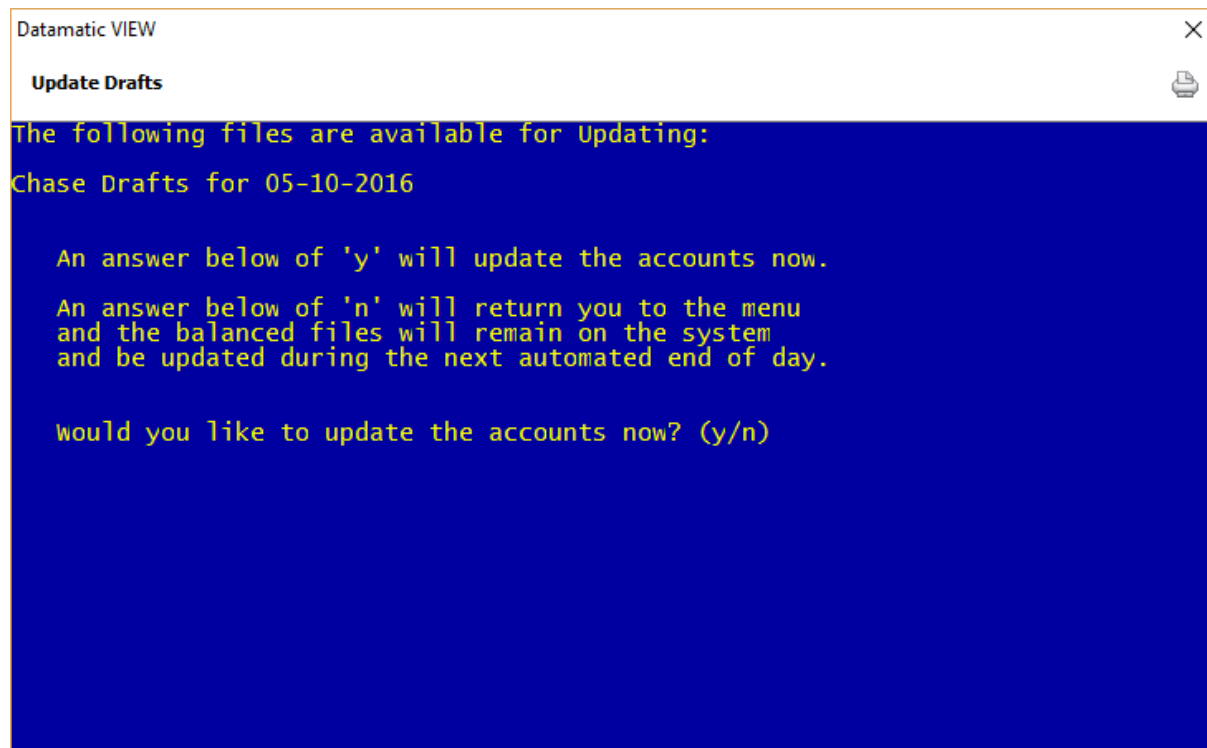 Datamatic VIEW
Update Drafts
The following files are available for Updating:
Chase Drafts for 05-10-2016
An answer below of 'y' will update the accounts now.
An answer below of 'n' will return you to the menu
and the balanced files will remain on the system
and be updated during the next automated end of day.
Would you like to update the accounts now? (y/n)